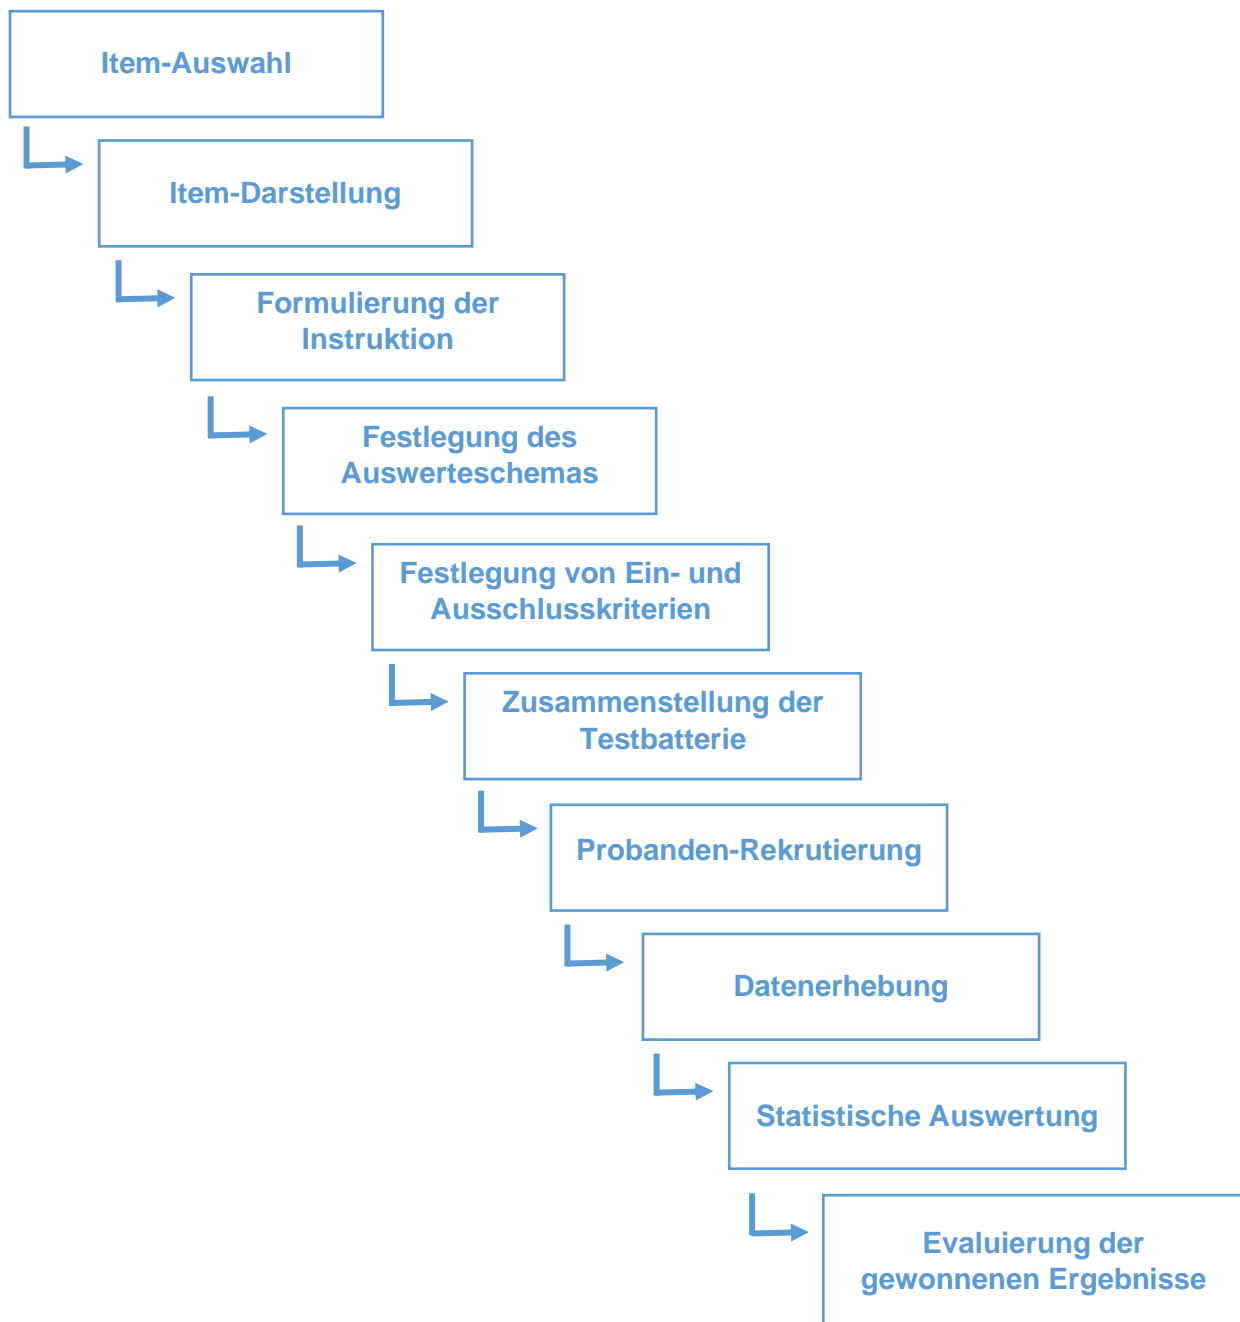 Item-Auswahl
Item-Darstellung
Formulierung der
Instruktion
Festlegung des
Auswerteschemas
Festlegung von Ein- und
Ausschlusskriterien
Zusammenstellung der
Testbatterie
Probanden-Rekrutierung
Datenerhebung
Statistische Auswertung
Evaluierung der
gewonnenen Ergebnisse